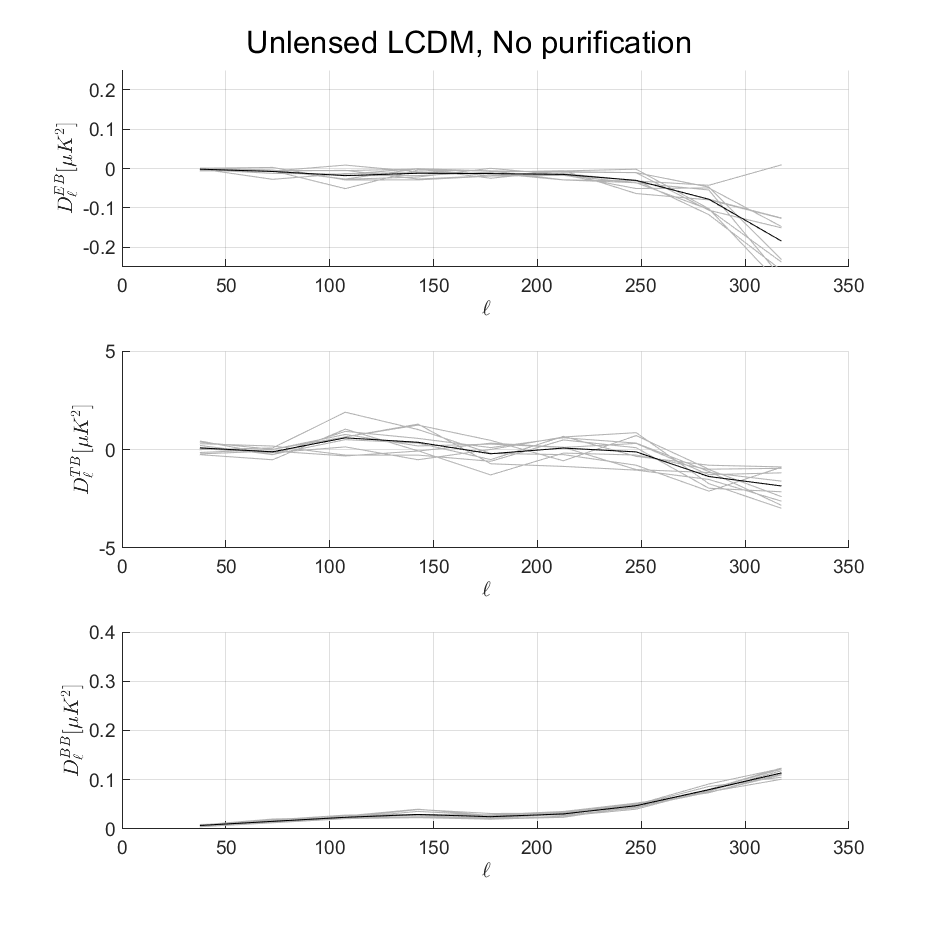 Unlensed LCDM, No purification
0.2
0.1
0
-0.1
-0.2
D_ℓ^{EB}[μK^2]
0 50 100 150 200 250 300 350
ℓ
5
0
-5
D_ℓ^{TB}[μK^2]
0 50 100 150 200 250 300 350
ℓ
0.4
0.3
0.2
0.1
0
D_ℓ^{BB}[μK^2]
0 50 100 150 200 250 300 350
ℓ